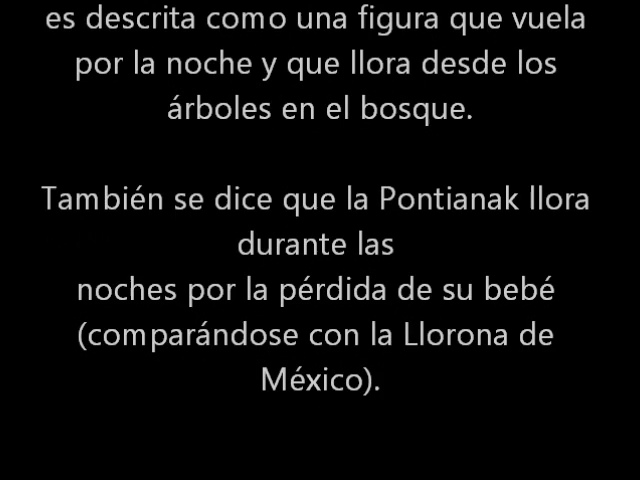 es descrita como una figura que vuela
por la noche y que llora desde los
árboles en el bosque.
También se dice que la Pontianak llora
durante las
noches por la pérdida de su bebé
(comparándose con la Llorona de
México).